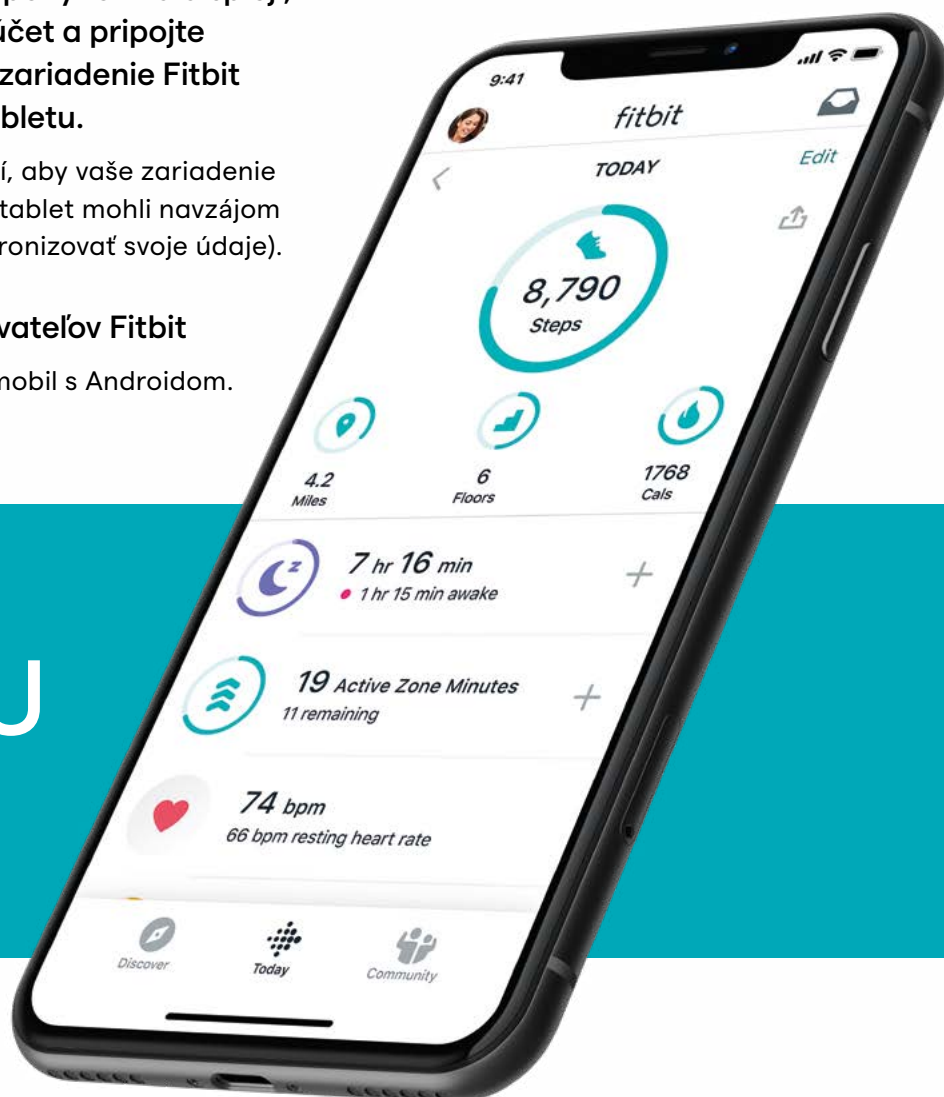 účet a pripojte
zariadenie Fitbit
bletu.
í, aby vaše zariadenie
tablet mohli navzájom
ronizovať svoje údaje).
vateľov Fitbit
mobil s Androidom.
U
9:41
fitbit
TODAY
Edit
8,790
Steps
4.2
Miles
6
Floors
1768
Cals
z
7 hr 16 min
1 hr 15 min awake
19 Active Zone Minutes
11 remaining
74 bpm
66 bpm resting heart rate
Discover
Today
Community